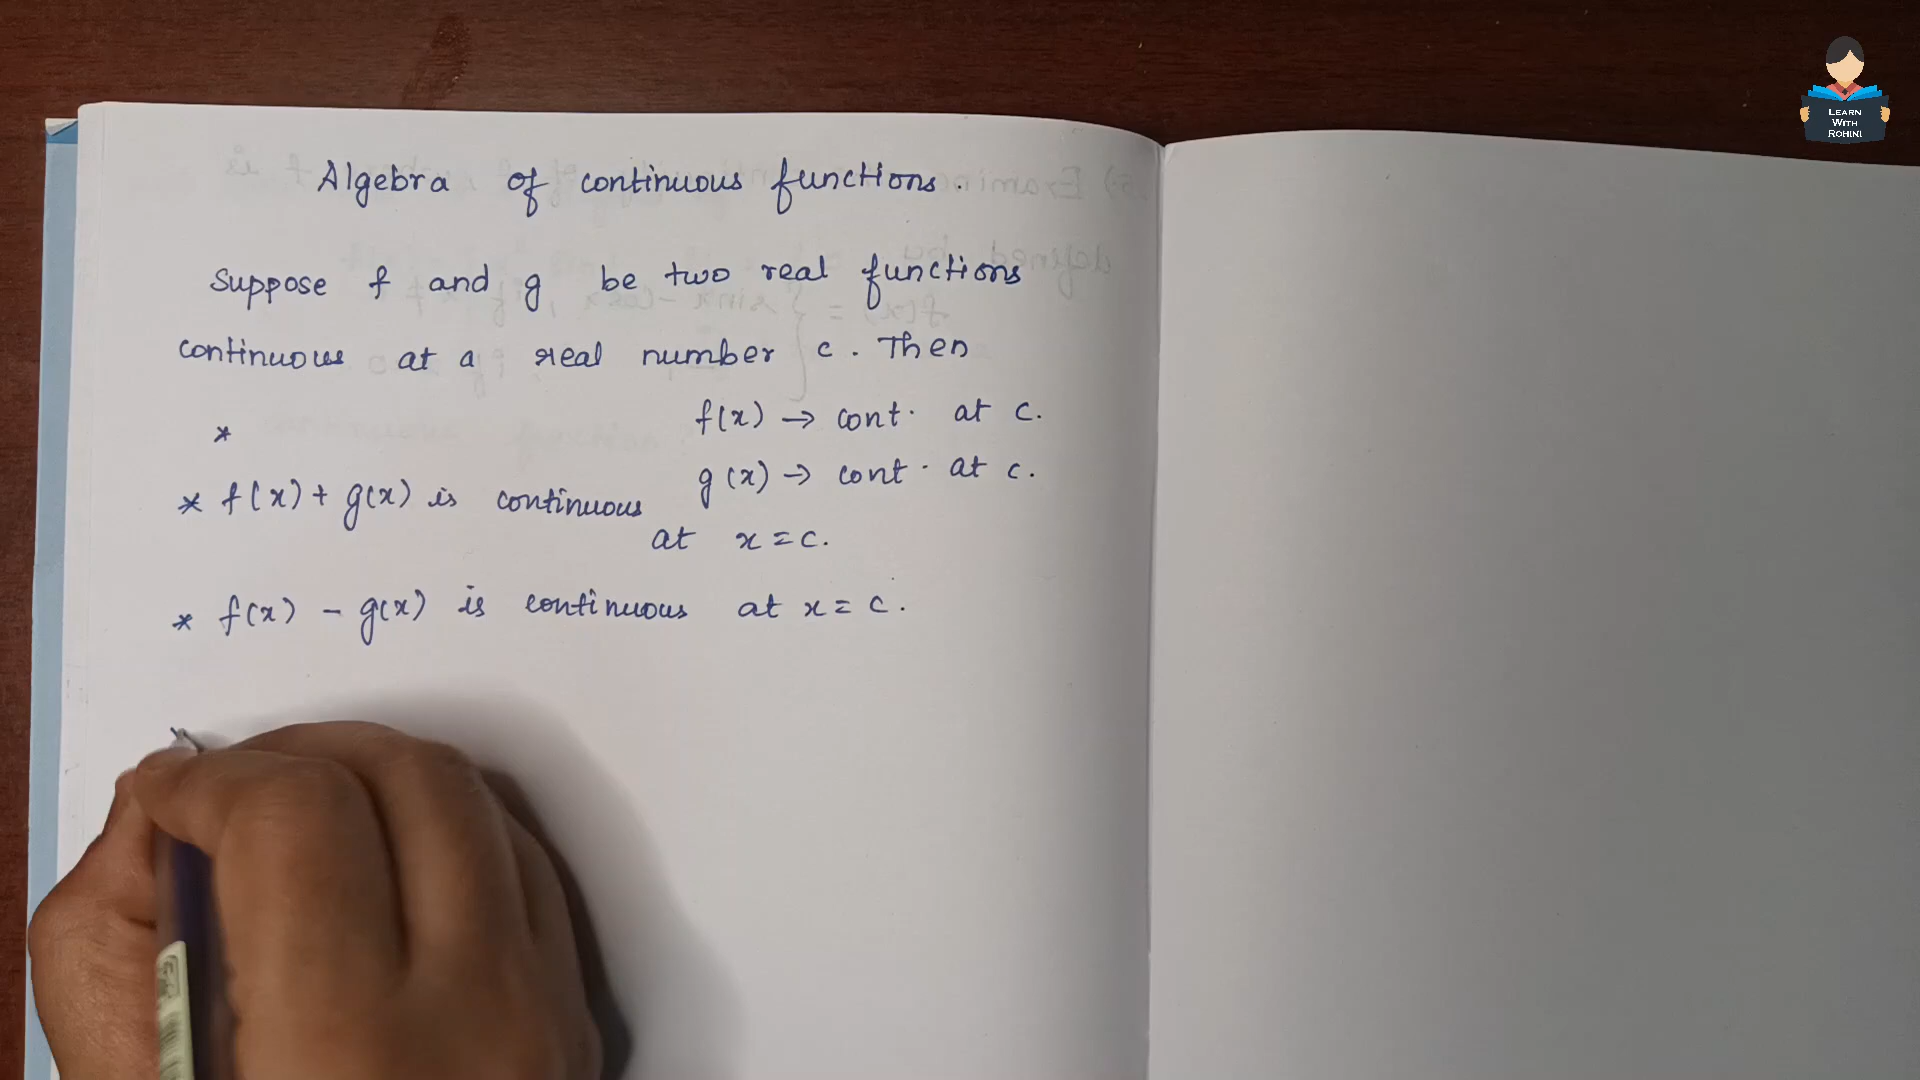 Algebra of continuous functions.
Suppose f and g be two real functions
continuous at a real number c. Then
* f(x) → cont. at c.
g(x) → cont. at c.
* f(x) + g(x) is continuous
at x = c.
* f(x) - g(x) is continuous at x = c.
LEARN
WITH
ROHINI